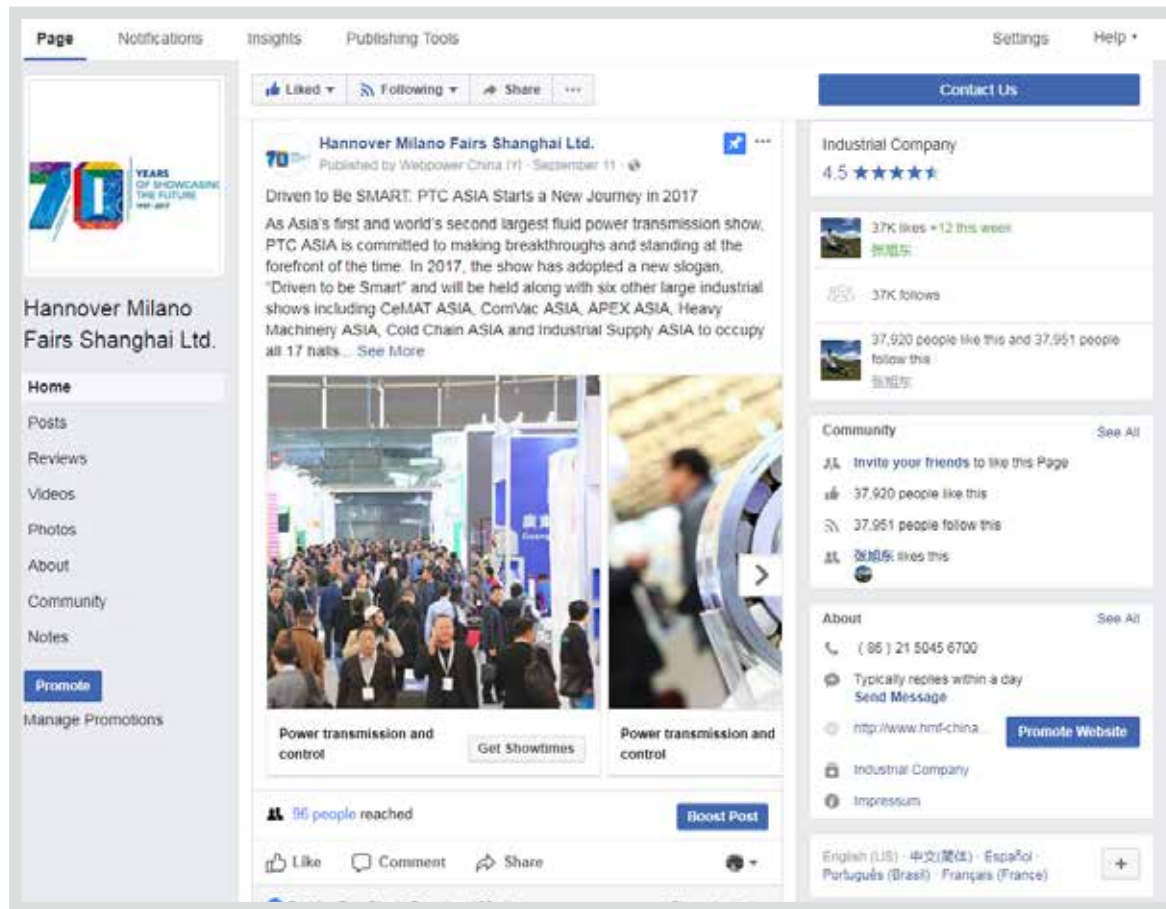 Page
Notifications
Insights
Publishing Tools
Settings
Help
70 YEARS
OF SHOWCASING
THE FUTURE
1947-2017
Hannover Milano
Fairs Shanghai Ltd.
Home
Posts
Reviews
Videos
Photos
About
Community
Notes
Promote
Manage Promotions
Liked
Following
Share
...
Contact Us
Hannover Milano Fairs Shanghai Ltd.
Published by Webpower China [?] · September 11 ·
Driven to Be SMART: PTC ASIA Starts a New Journey in 2017
As Asia's first and world's second largest fluid power transmission show,
PTC ASIA is committed to making breakthroughs and standing at the
forefront of the time. In 2017, the show has adopted a new slogan,
"Driven to be Smart" and will be held along with six other large industrial
shows including CeMAT ASIA, ComVac ASIA, APEX ASIA, Heavy
Machinery ASIA, Cold Chain ASIA and Industrial Supply ASIA to occupy
all 17 halls... See More
Power transmission and
control
Get Showtimes
Power transmission and
control
96 people reached
Boost Post
Like
Comment
Share
Industrial Company
4.5
37K likes +12 this week
张旭东
37K follows
37,920 people like this and 37,951 people
follow this
张旭东
Community
See All
Invite your friends to like this Page
37,920 people like this
37,951 people follow this
张旭东 likes this
About
See All
( 86 ) 21 5045 6700
Typically replies within a day
Send Message
http://www.hmf-china...
Promote Website
Industrial Company
Impressum
English (US) · 中文(简体) · Español ·
Português (Brasil) · Français (France)
+